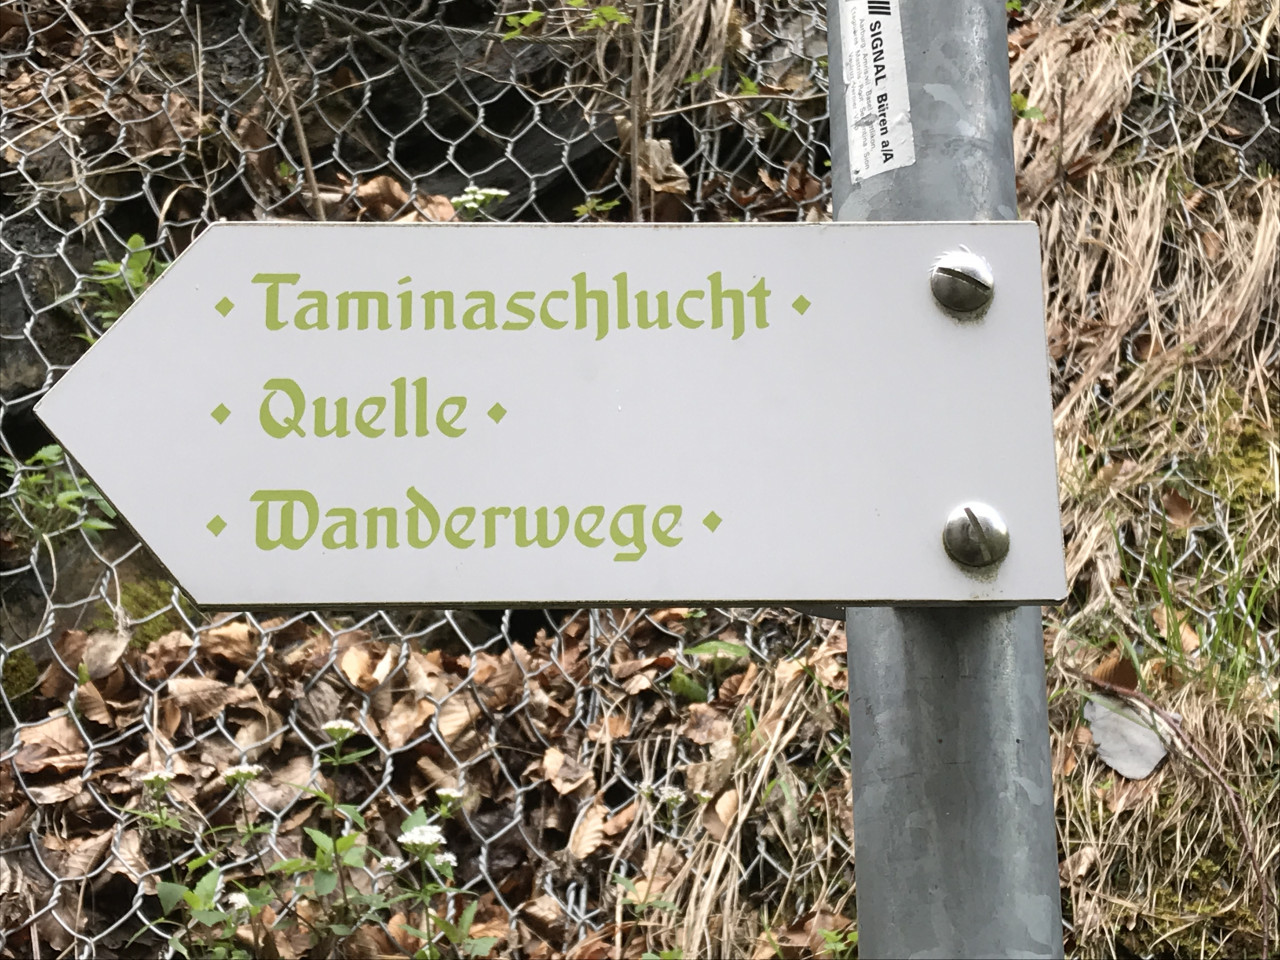 SIGNAL Büren a/A
• Taminaschlucht •
• Quelle •
• Wanderwege •